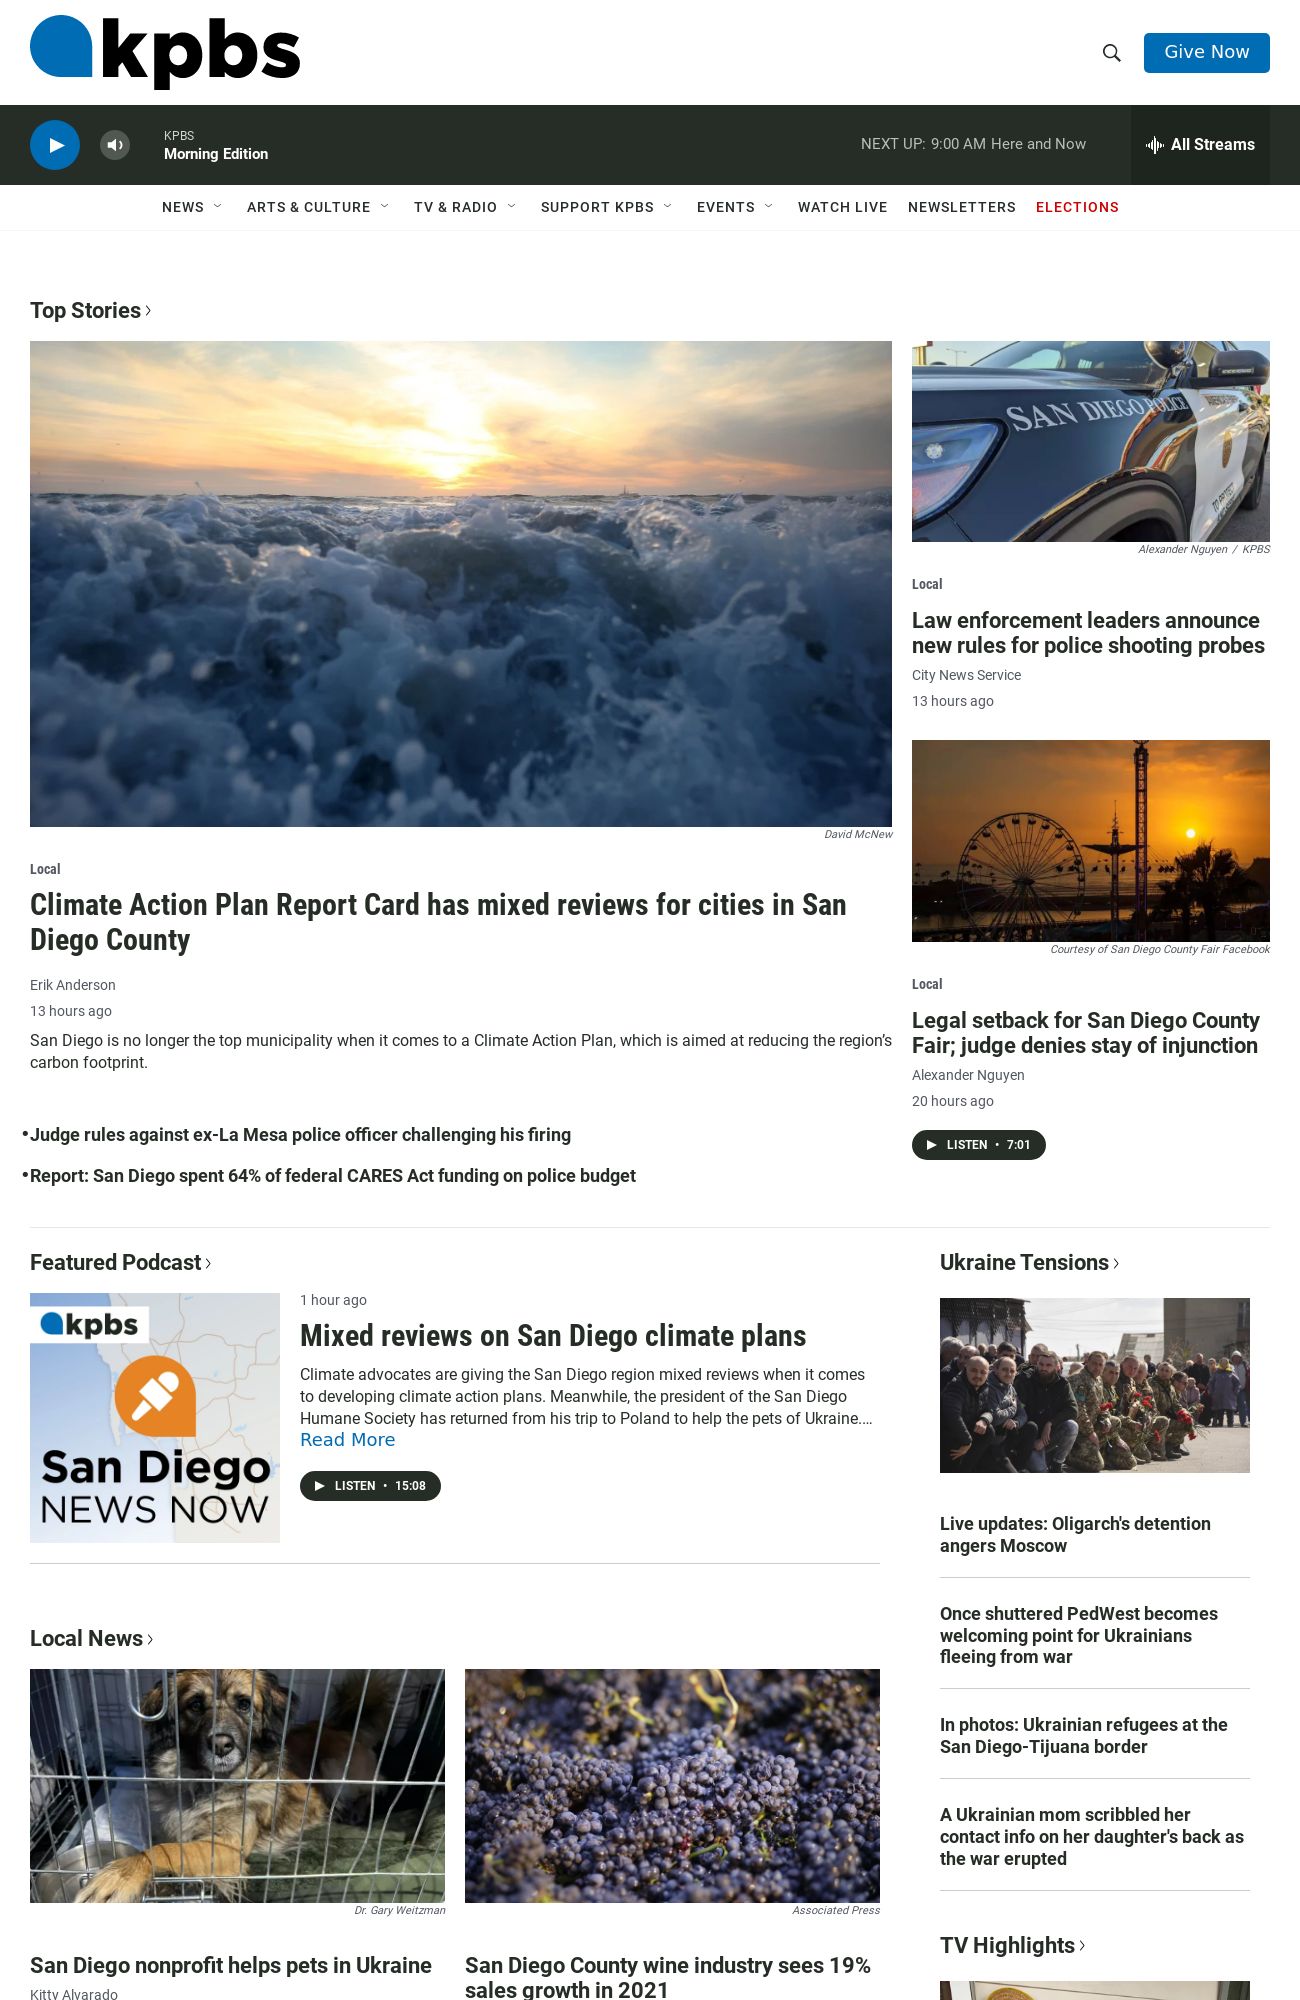 kpbs
Give Now
KPBS
Morning Edition
NEXT UP: 9:00 AM Here and Now
All Streams
NEWS
ARTS & CULTURE
TV & RADIO
SUPPORT KPBS
EVENTS
WATCH LIVE
NEWSLETTERS
ELECTIONS
Top Stories
David McNew
Local
Climate Action Plan Report Card has mixed reviews for cities in San
Diego County
Erik Anderson
13 hours ago
San Diego is no longer the top municipality when it comes to a Climate Action Plan, which is aimed at reducing the region’s
carbon footprint.
•Judge rules against ex-La Mesa police officer challenging his firing
•Report: San Diego spent 64% of federal CARES Act funding on police budget
SAN DIEGO POLICE
Alexander Nguyen / KPBS
Local
Law enforcement leaders announce
new rules for police shooting probes
City News Service
13 hours ago
Courtesy of San Diego County Fair Facebook
Local
Legal setback for San Diego County
Fair; judge denies stay of injunction
Alexander Nguyen
20 hours ago
LISTEN • 7:01
Featured Podcast
kpbs
San Diego
NEWS NOW
1 hour ago
Mixed reviews on San Diego climate plans
Climate advocates are giving the San Diego region mixed reviews when it comes
to developing climate action plans. Meanwhile, the president of the San Diego
Humane Society has returned from his trip to Poland to help the pets of Ukraine.…
Read More
LISTEN • 15:08
Ukraine Tensions
Live updates: Oligarch's detention
angers Moscow
Once shuttered PedWest becomes
welcoming point for Ukrainians
fleeing from war
In photos: Ukrainian refugees at the
San Diego-Tijuana border
A Ukrainian mom scribbled her
contact info on her daughter's back as
the war erupted
TV Highlights
Local News
Dr. Gary Weitzman
San Diego nonprofit helps pets in Ukraine
Kitty Alvarado
Associated Press
San Diego County wine industry sees 19%
sales growth in 2021